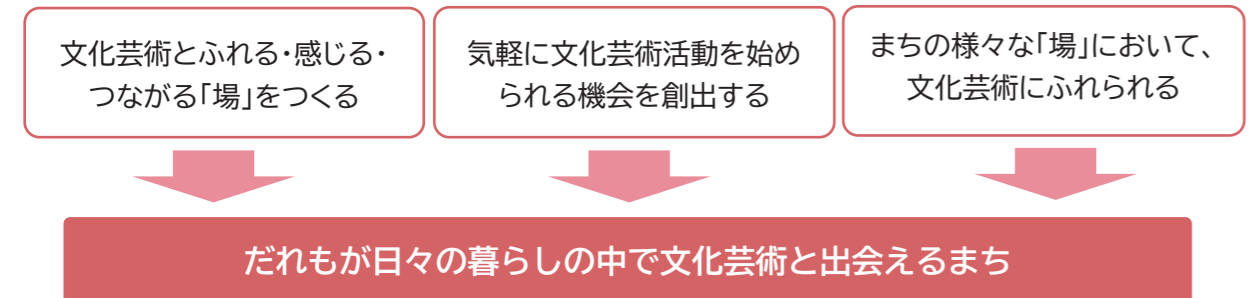 文化芸術とふれる・感じる・
つながる「場」をつくる
気軽に文化芸術活動を始め
られる機会を創出する
まちの様々な「場」において、
文化芸術にふれられる
だれもが日々の暮らしの中で文化芸術と出会えるまち